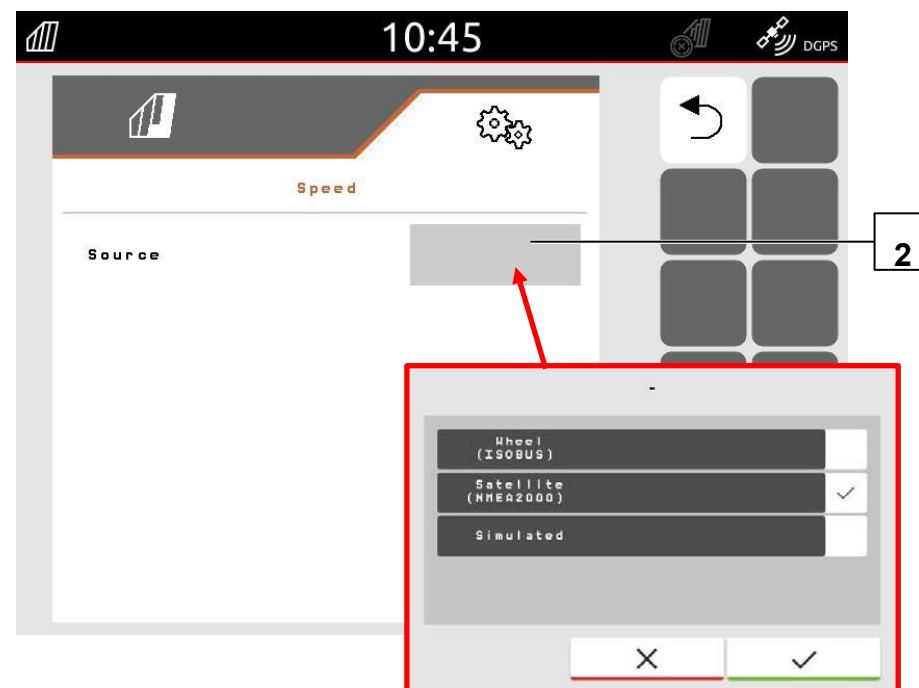 10:45
DGPS
Speed
Source
2
-
Wheel
(ISOBUS)
Satellite
(NMEA2000)
Simulated